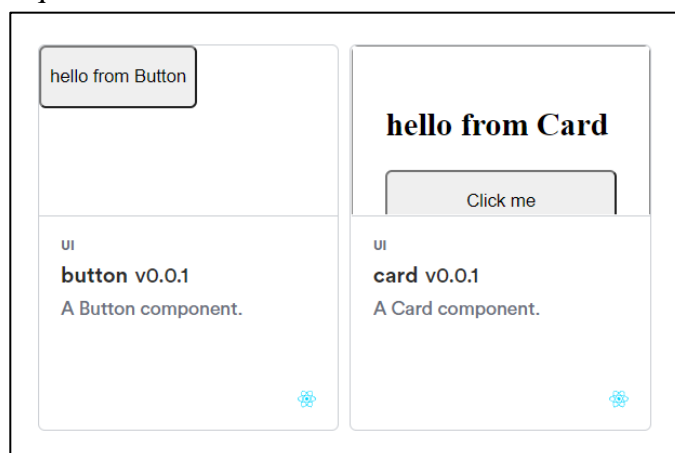 hello from Button
UI
button v0.0.1
A Button component.
hello from Card
Click me
UI
card v0.0.1
A Card component.